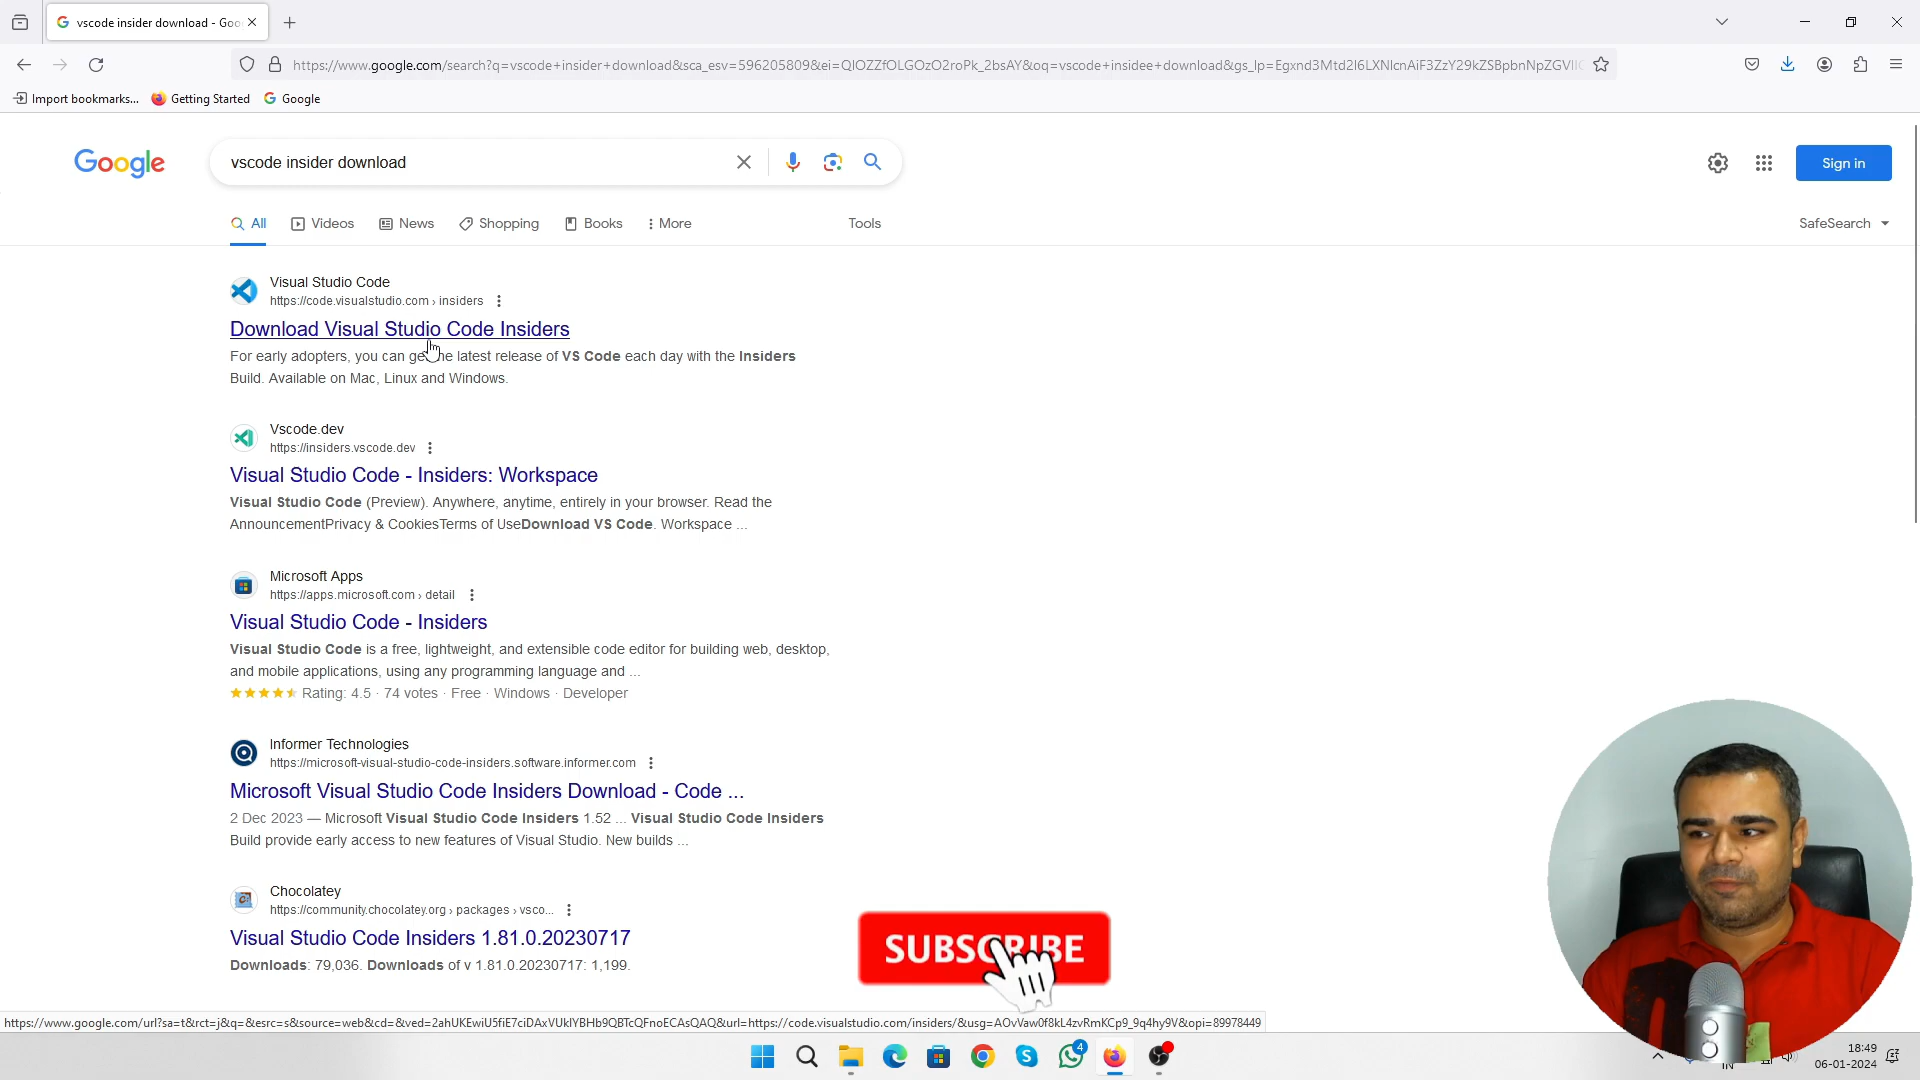 vscode insider download - Goo
https://www.google.com/search?q=vscode+insider+download&sca_esv=596205809&ei=QIOZZfOLGOzO2roPk_2bsAY&oq=vscode+insidee+download&gs_lp=Egxnd3Mtd2l6LXNlcnAiF3ZzY29kZSBpbnNpZGVlI
Import bookmarks...
Getting Started
Google
Google
vscode insider download
Sign in
All
Videos
News
Shopping
Books
More
Tools
SafeSearch
Visual Studio Code
https://code.visualstudio.com › insiders
Download Visual Studio Code Insiders
For early adopters, you can get the latest release of VS Code each day with the Insiders
Build. Available on Mac, Linux and Windows.
Vscode.dev
https://insiders.vscode.dev
Visual Studio Code - Insiders: Workspace
Visual Studio Code (Preview). Anywhere, anytime, entirely in your browser. Read the
AnnouncementPrivacy & CookiesTerms of UseDownload VS Code. Workspace ...
Microsoft Apps
https://apps.microsoft.com › detail
Visual Studio Code - Insiders
Visual Studio Code is a free, lightweight, and extensible code editor for building web, desktop,
and mobile applications, using any programming language and ...
Rating: 4.5 · 74 votes · Free · Windows · Developer
Informer Technologies
https://microsoft-visual-studio-code-insiders.software.informer.com
Microsoft Visual Studio Code Insiders Download - Code ...
2 Dec 2023 — Microsoft Visual Studio Code Insiders 1.52 ... Visual Studio Code Insiders
Build provide early access to new features of Visual Studio. New builds ...
Chocolatey
https://community.chocolatey.org › packages › vsco...
Visual Studio Code Insiders 1.81.0.20230717
Downloads: 79,036. Downloads of v 1.81.0.20230717: 1,199.
SUBSCRIBE
https://www.google.com/url?sa=t&rct=j&q=&esrc=s&source=web&cd=&ved=2ahUKEwiU5fiE7ciDAxVUklYBHb9QBTcQFnoECAsQAQ&url=https://code.visualstudio.com/insiders/&usg=AOvVaw0f8kL4zvRmKCp9_9q4hy9V&opi=89978449
4
IN
18:49
06-01-2024